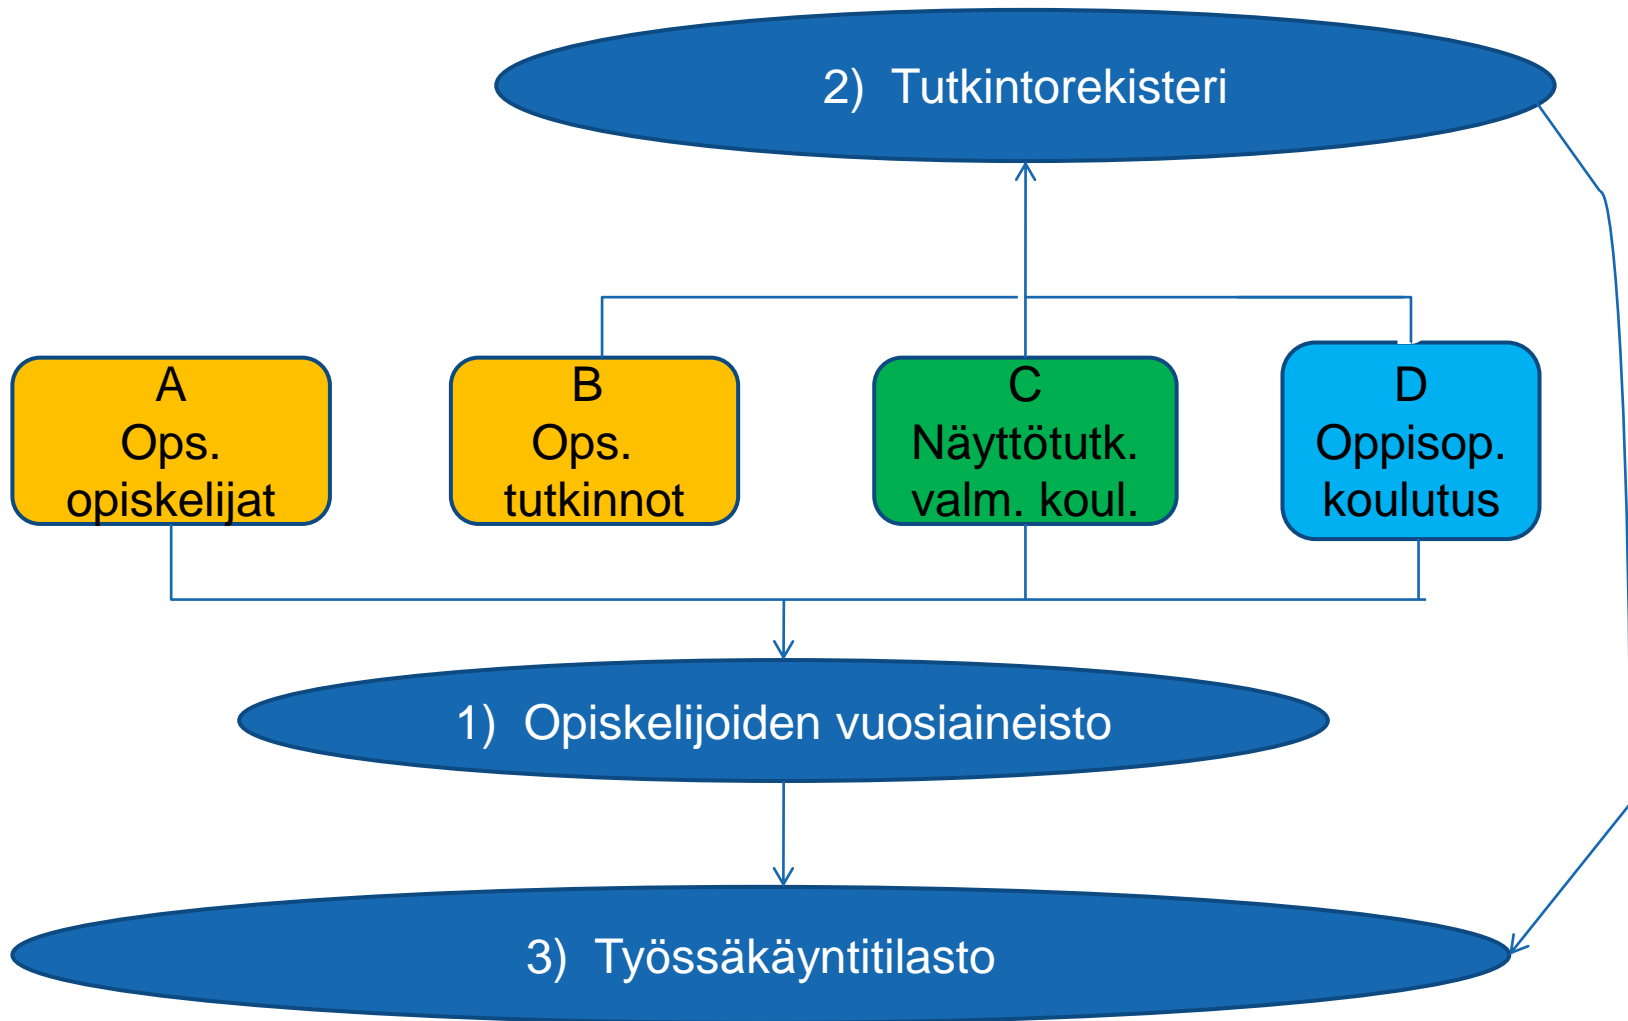 2) Tutkintorekisteri
A
Ops.
opiskelijat
B
Ops.
tutkinnot
C
Näyttötutk.
valm. koul.
D
Oppisop.
koulutus
1) Opiskelijoiden vuosiaineisto
3) Työssäkäyntitilasto